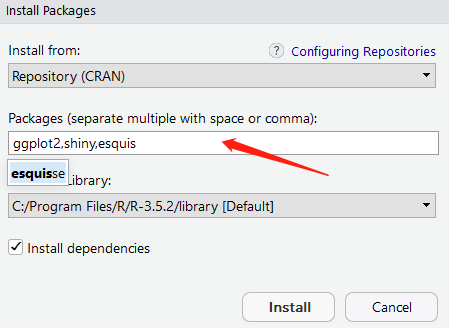 Install Packages
Install from:
? Configuring Repositories
Repository (CRAN)
Packages (separate multiple with space or comma):
ggplot2,shiny,esquis
esquisse
Library:
C:/Program Files/R/R-3.5.2/library [Default]
Install dependencies
Install
Cancel